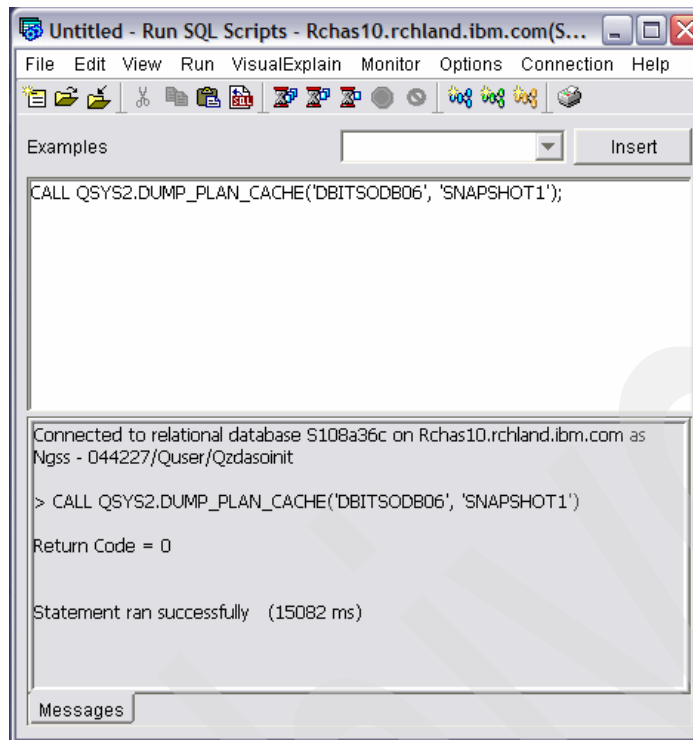 Untitled - Run SQL Scripts - Rchas10.rchland.ibm.com(S...
File Edit View Run VisualExplain Monitor Options Connection Help
Examples
Insert
CALL QSYS2.DUMP_PLAN_CACHE('DBITSODB06', 'SNAPSHOT1');
Connected to relational database S108a36c on Rchas10.rchland.ibm.com as
Ngss - 044227/Quser/Qzdasoinit
> CALL QSYS2.DUMP_PLAN_CACHE('DBITSODB06', 'SNAPSHOT1')
Return Code = 0
Statement ran successfully (15082 ms)
Messages